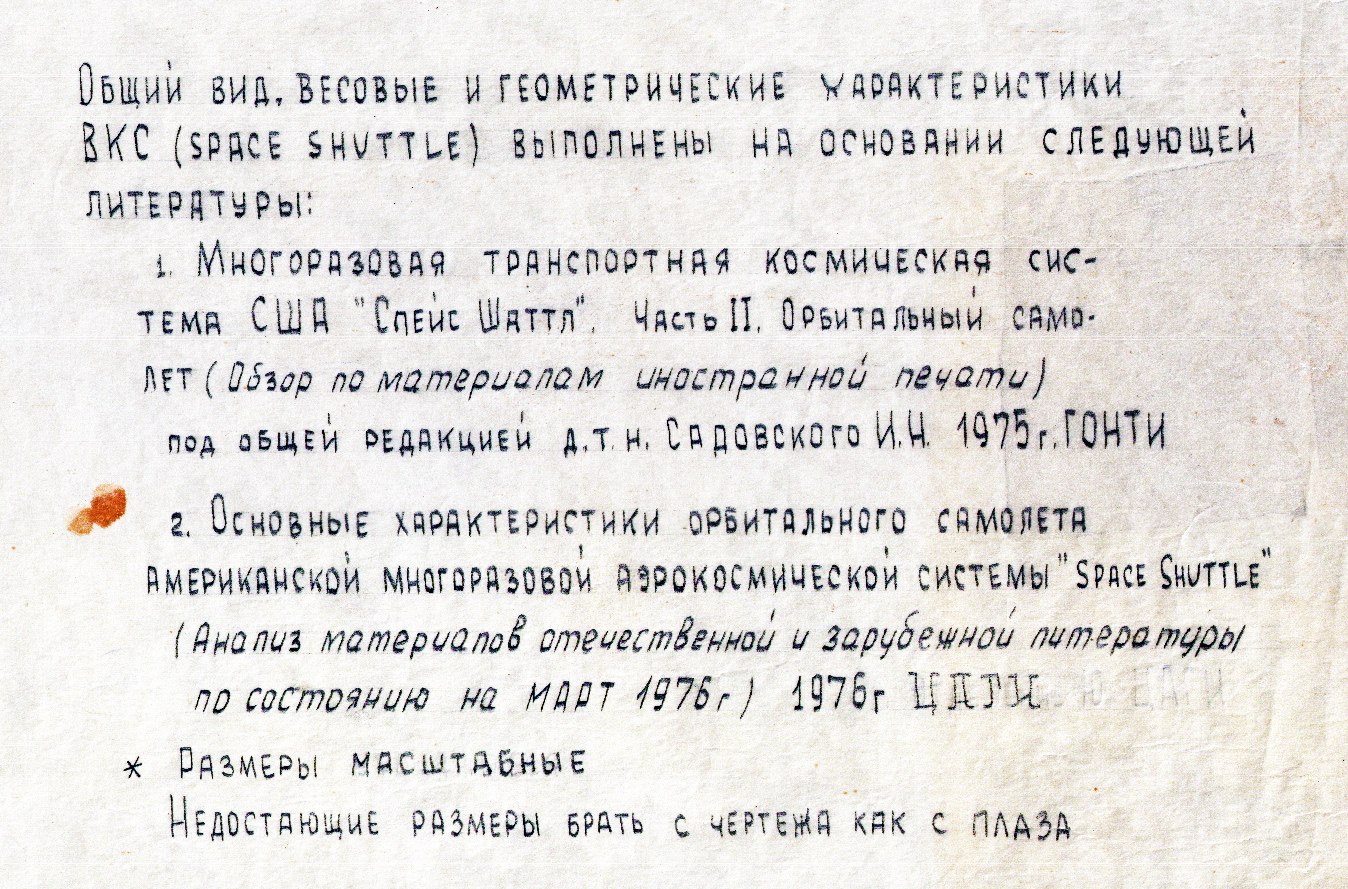 Общий вид, весовые и геометрические характеристики
ВКС (SPACE SHUTTLE) выполнены на основании следующей
литературы:
1. Многоразовая транспортная космическая сис-
тема США "Спейс Шаттл". Часть II. Орбитальный само-
лет (Обзор по материалам иностранной печати)
под общей редакцией д.т.н. Садовского И.Н. 1975г. ГОНТИ
2. Основные характеристики орбитального самолета
американской многоразовой аэрокосмической системы "SPACE SHUTTLE"
(Анализ материалов отечественной и зарубежной литературы
по состоянию на МАРТ 1976г) 1976г ЦАГИ
* Размеры масштабные
Недостающие размеры брать с чертежа как с плаза